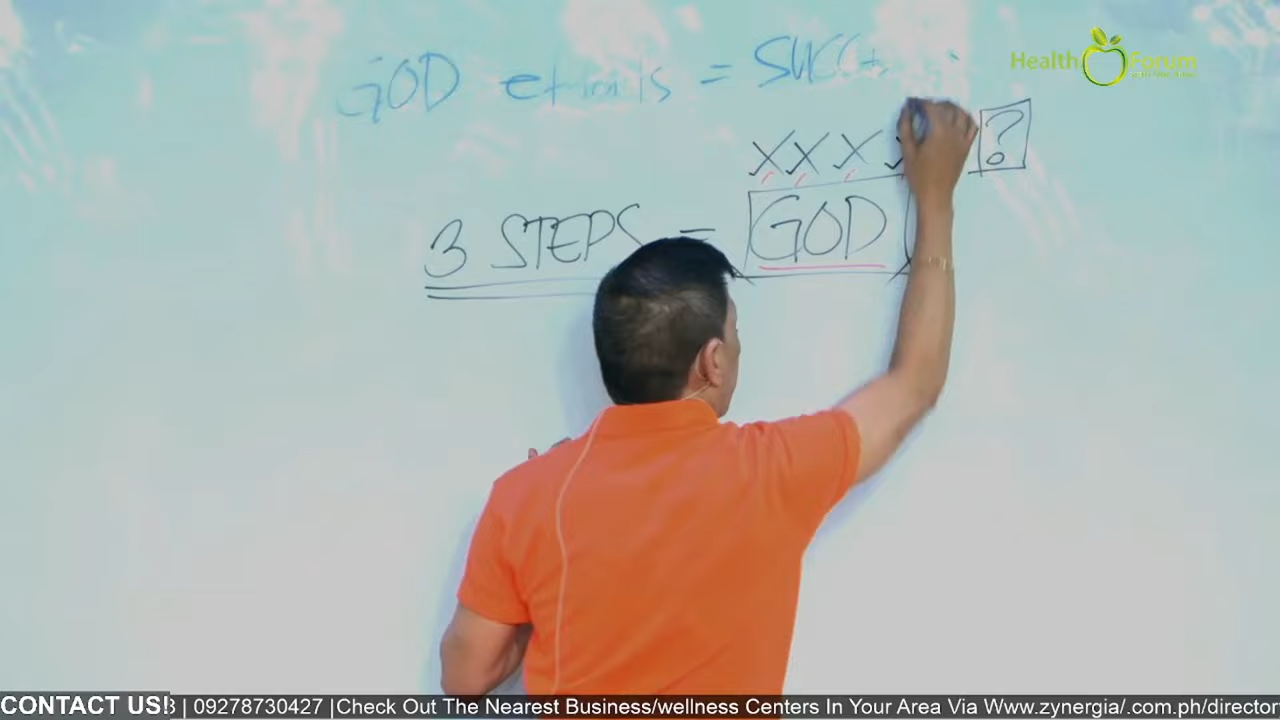 GOD efforts =
Health Forum
XXX ?
3 STEPS = GOD
CONTACT US! 3 | 09278730427 |Check Out The Nearest Business/wellness Centers In Your Area Via Www.zynergia/.com.ph/director